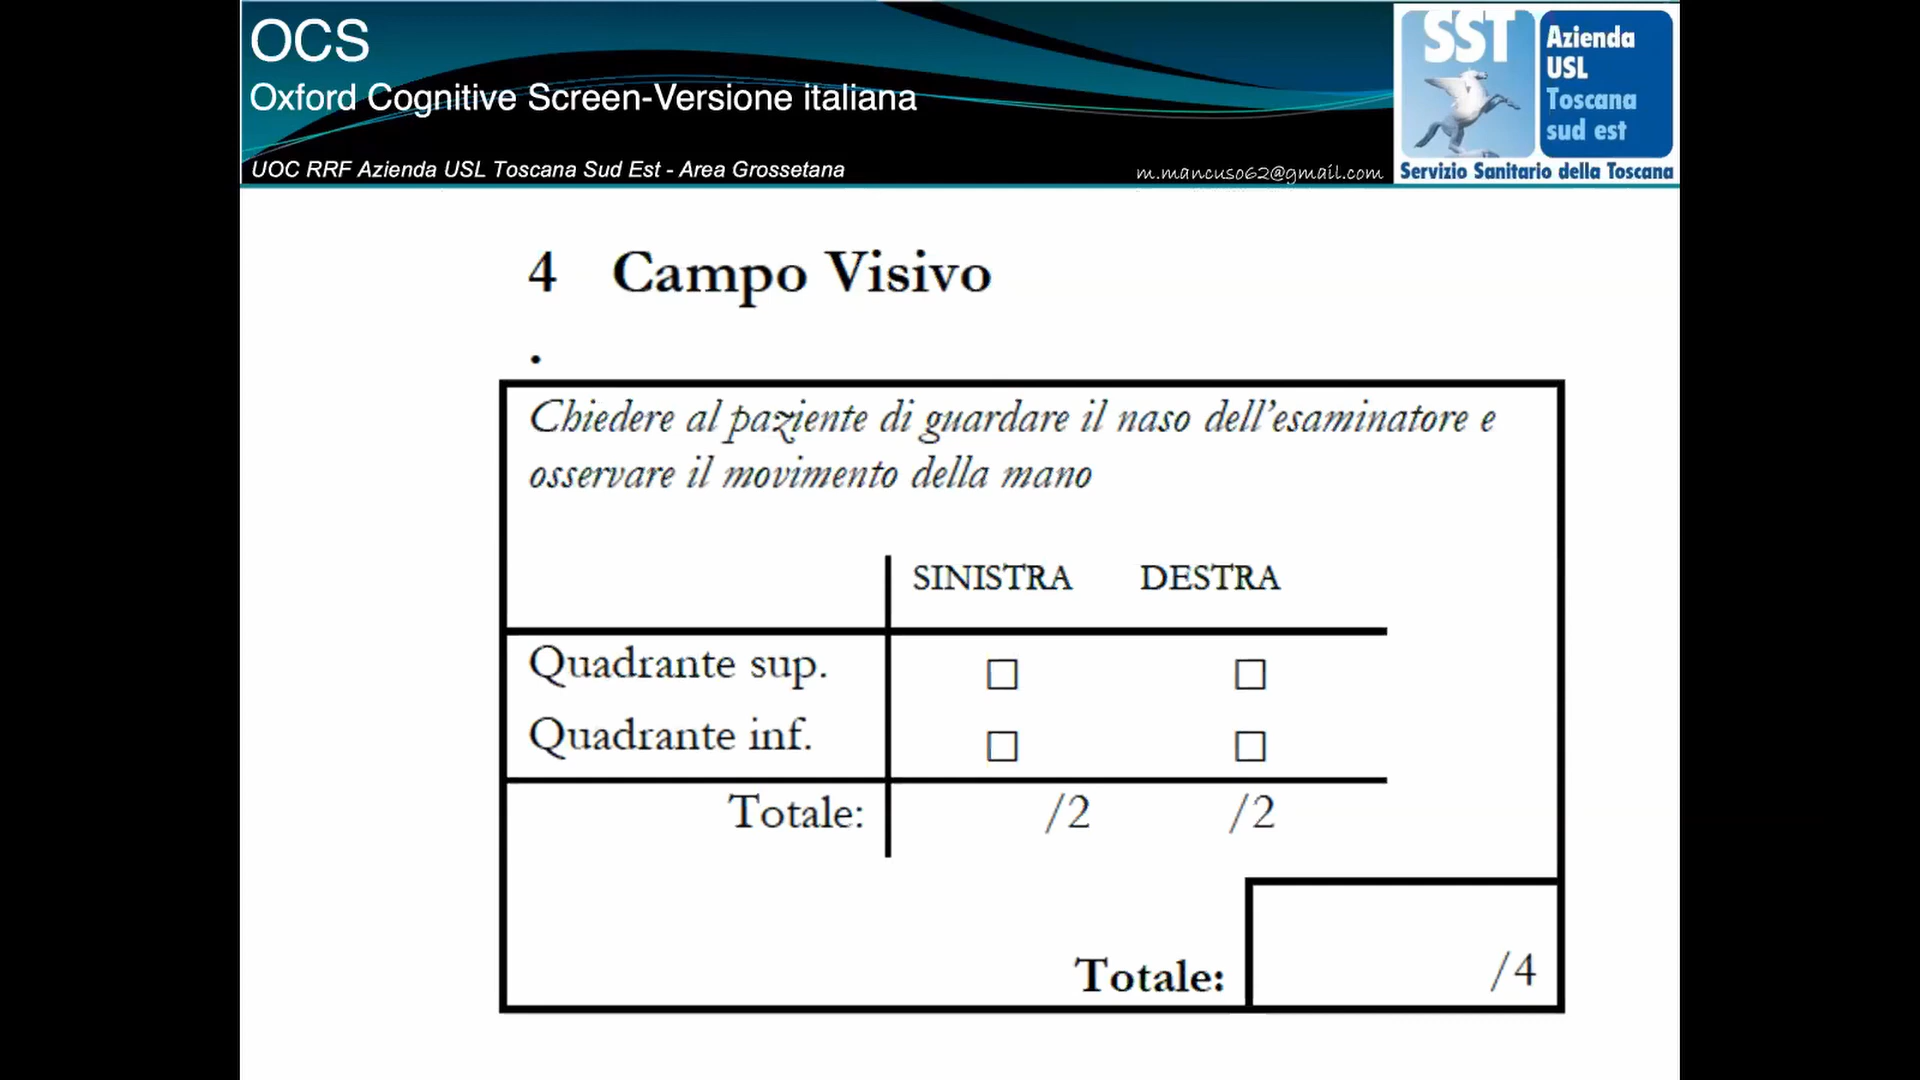 OCS
Oxford Cognitive Screen-Versione italiana
UOC RRF Azienda USL Toscana Sud Est - Area Grossetana
m.mancuso62@gmail.com
SST
Azienda
USL
Toscana
sud est
Servizio Sanitario della Toscana
4 Campo Visivo
.
Chiedere al paziente di guardare il naso dell'esaminatore e
osservare il movimento della mano
SINISTRA DESTRA
Quadrante sup. □ □
Quadrante inf. □ □
Totale: /2 /2
Totale: /4